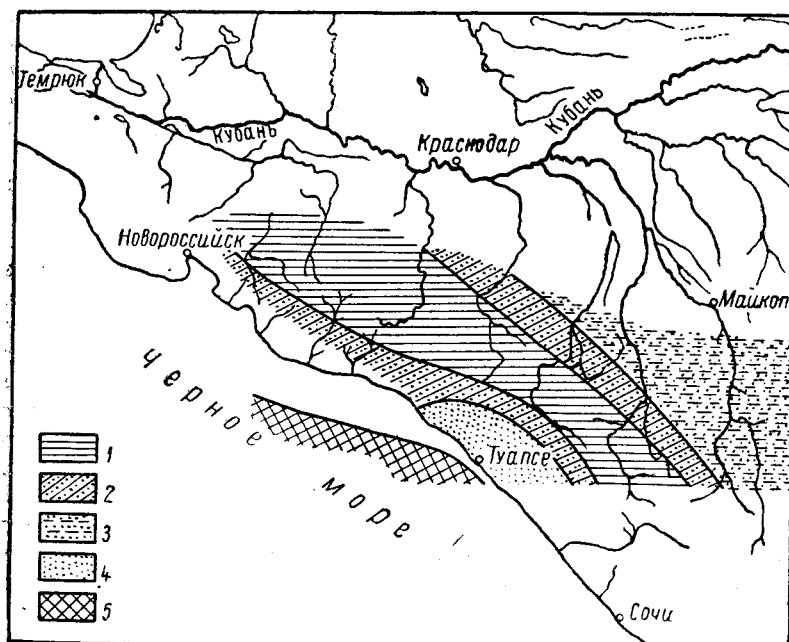 Темрюк
Кубань
Краснодар
Кубань
Новороссийск
Майкоп
Черное море
Туапсе
Сочи
1
2
3
4
5